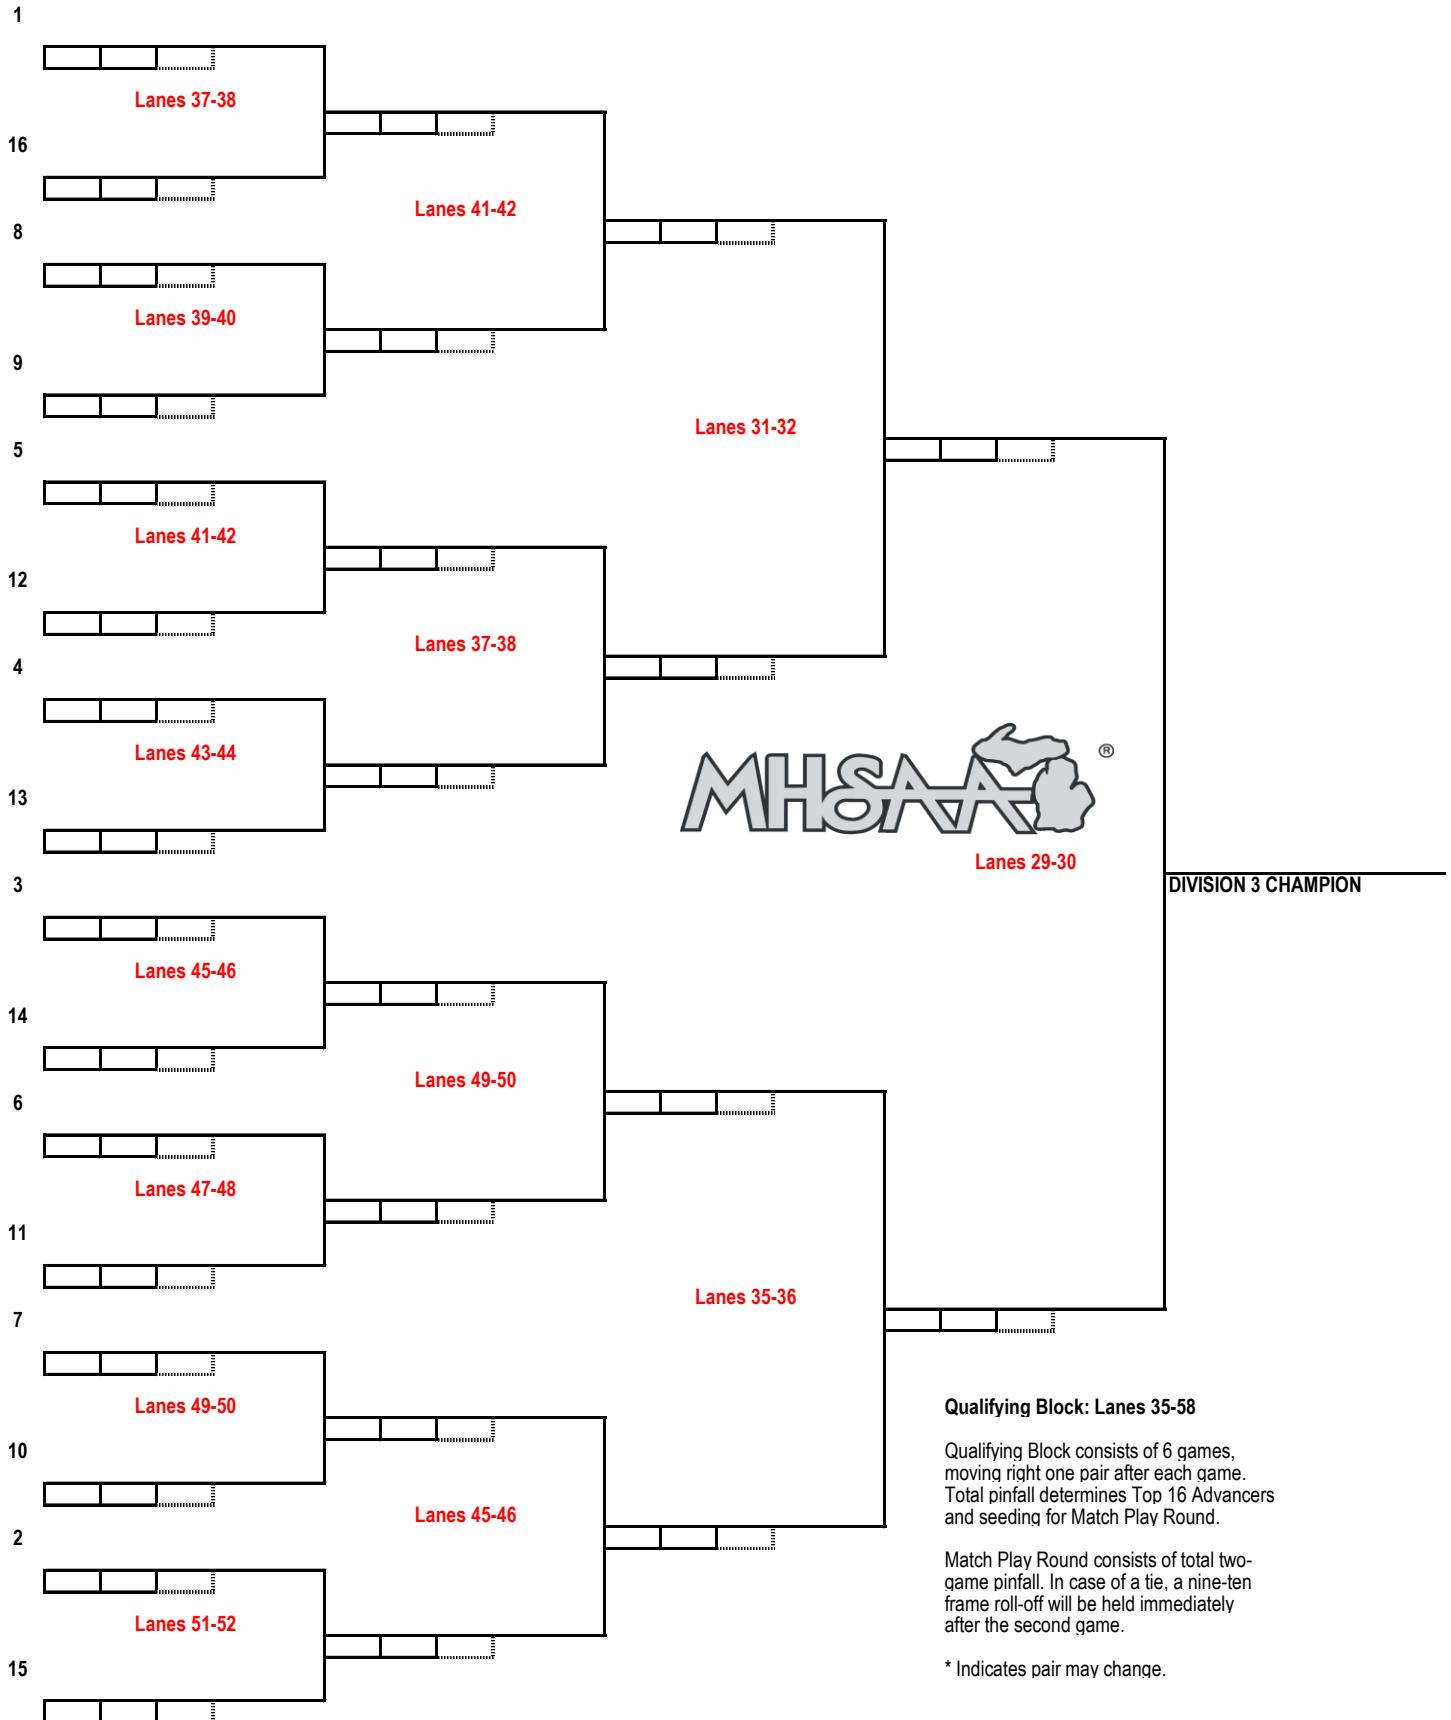 1
Lanes 37-38
16
Lanes 41-42
8
Lanes 39-40
9
Lanes 31-32
5
Lanes 41-42
12
Lanes 37-38
4
Lanes 43-44
13
MHSAA®
Lanes 29-30
3
DIVISION 3 CHAMPION
Lanes 45-46
14
Lanes 49-50
6
Lanes 47-48
11
Lanes 35-36
7
Lanes 49-50
10
Lanes 45-46
2
Lanes 51-52
15
Qualifying Block: Lanes 35-58
Qualifying Block consists of 6 games,
moving right one pair after each game.
Total pinfall determines Top 16 Advancers
and seeding for Match Play Round.
Match Play Round consists of total two-
game pinfall. In case of a tie, a nine-ten
frame roll-off will be held immediately
after the second game.
* Indicates pair may change.